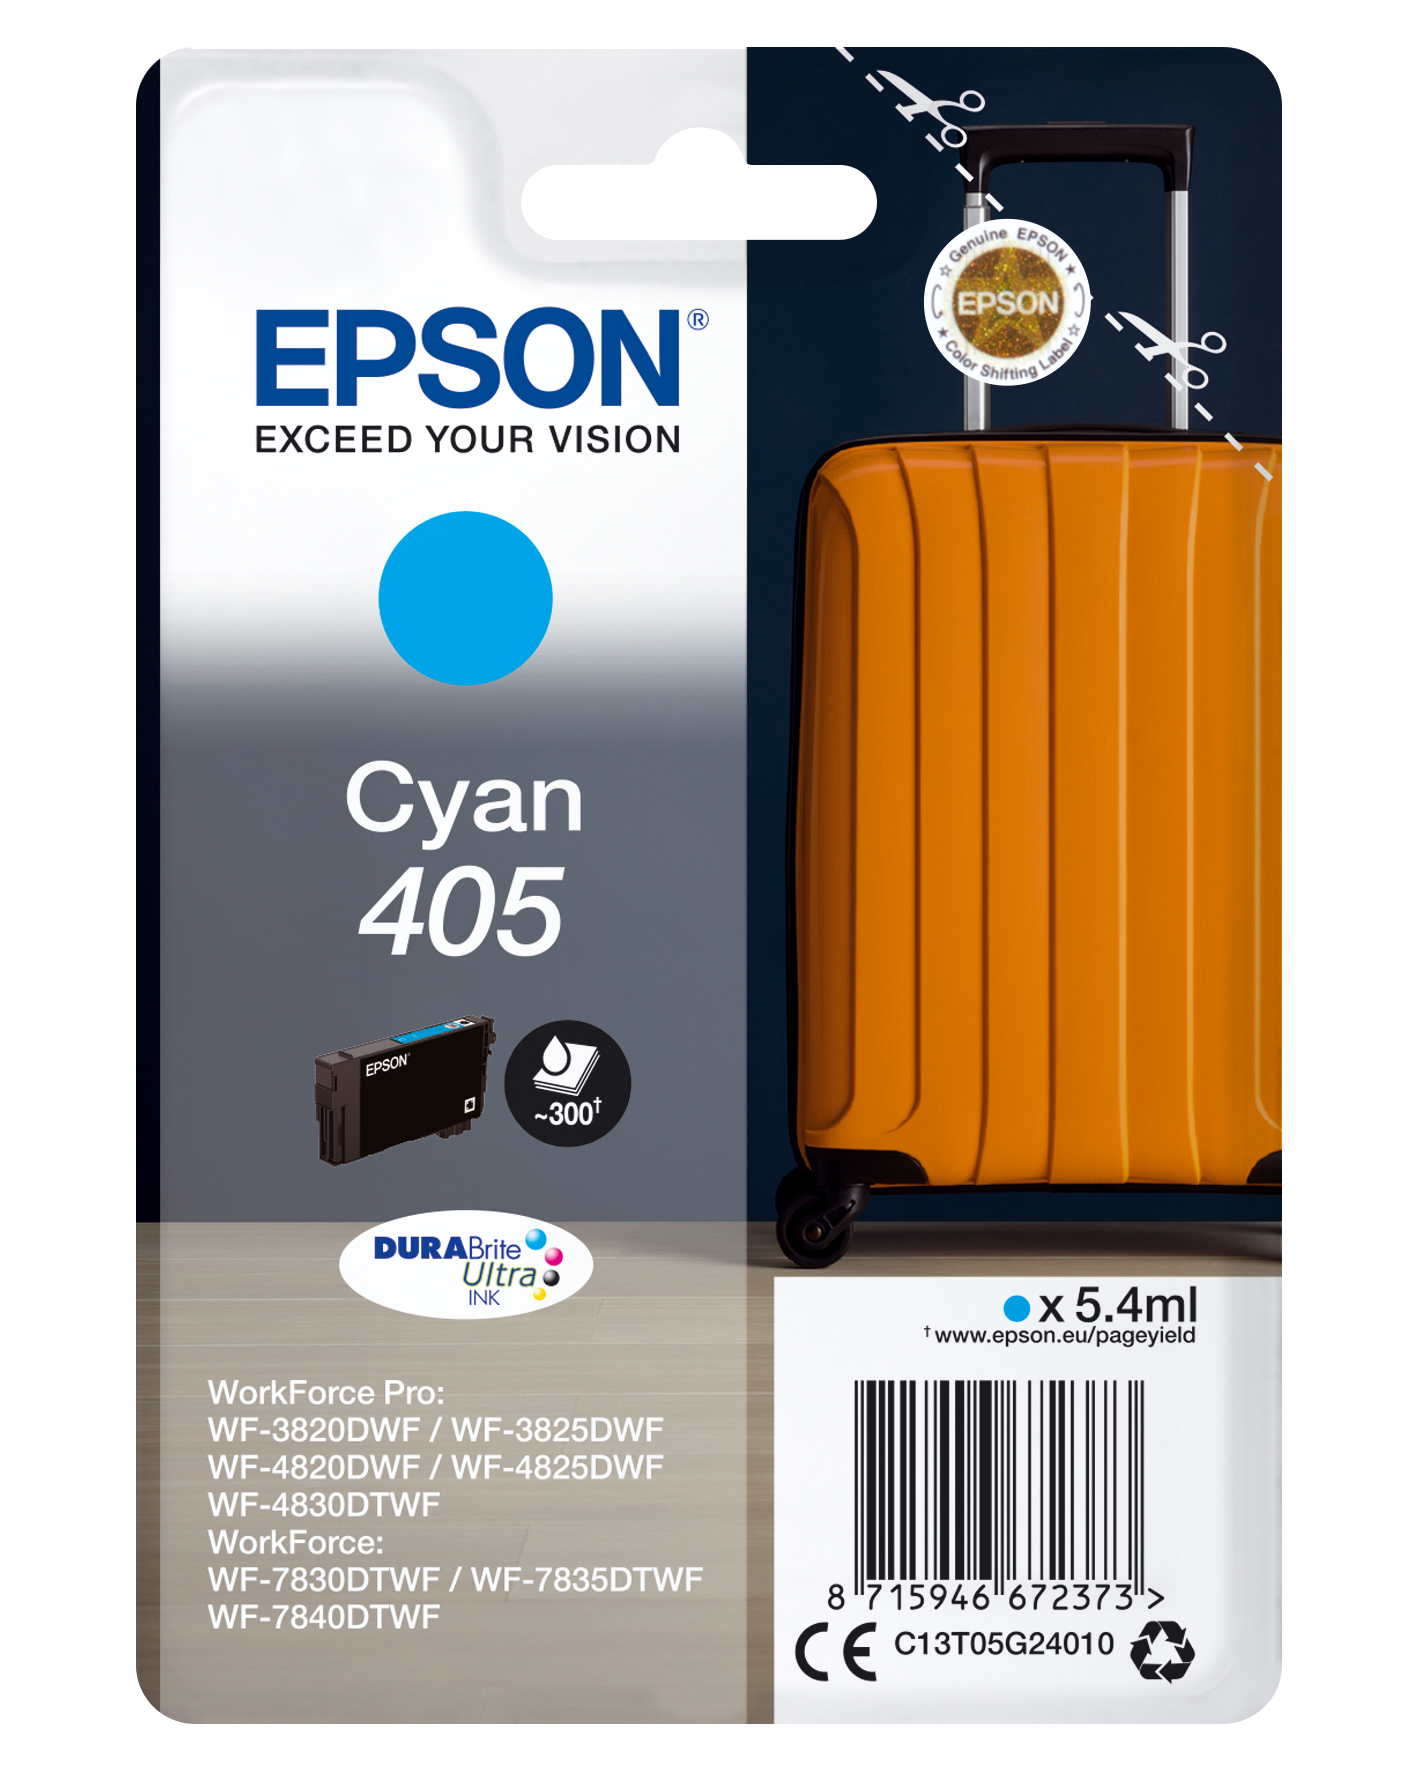 EPSON®
EXCEED YOUR VISION
Genuine EPSON
EPSON
Color Shifting Label
Cyan
405
EPSON
~300†
DURABrite
Ultra
INK
WorkForce Pro:
WF-3820DWF / WF-3825DWF
WF-4820DWF / WF-4825DWF
WF-4830DTWF
WorkForce:
WF-7830DTWF / WF-7835DTWF
WF-7840DTWF
x 5.4ml
† www.epson.eu/pageyield
8 715946 672373 >
CE C13T05G24010